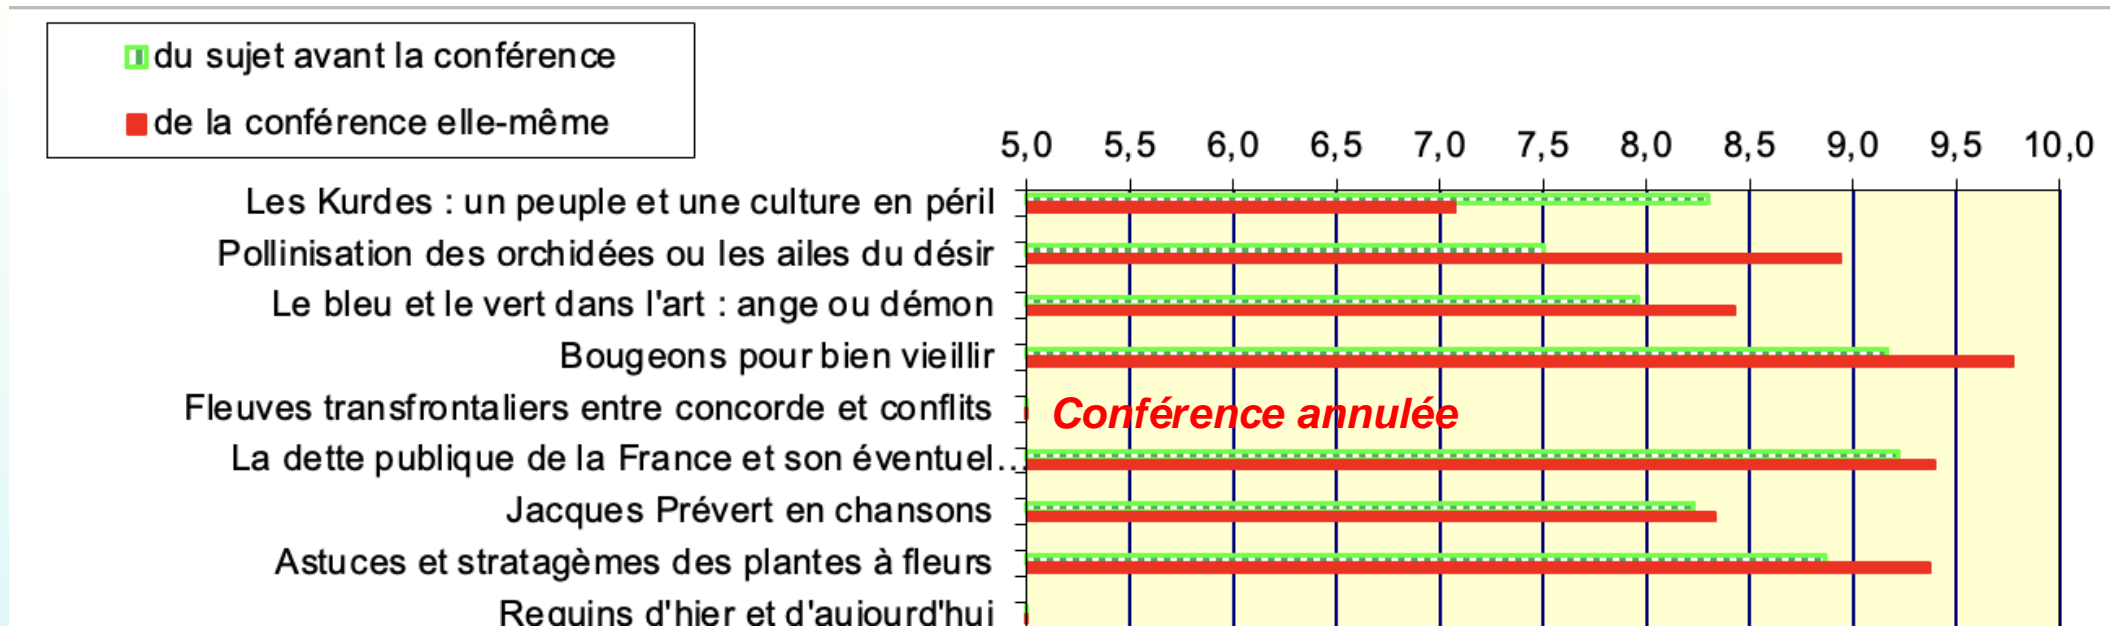 du sujet avant la conférence
de la conférence elle-même
5,0 5,5 6,0 6,5 7,0 7,5 8,0 8,5 9,0 9,5 10,0
Les Kurdes : un peuple et une culture en péril
Pollinisation des orchidées ou les ailes du désir
Le bleu et le vert dans l'art : ange ou démon
Bougeons pour bien vieillir
Fleuves transfrontaliers entre concorde et conflits
Conférence annulée
La dette publique de la France et son éventuel...
Jacques Prévert en chansons
Astuces et stratagèmes des plantes à fleurs
Requins d'hier et d'aujourd'hui